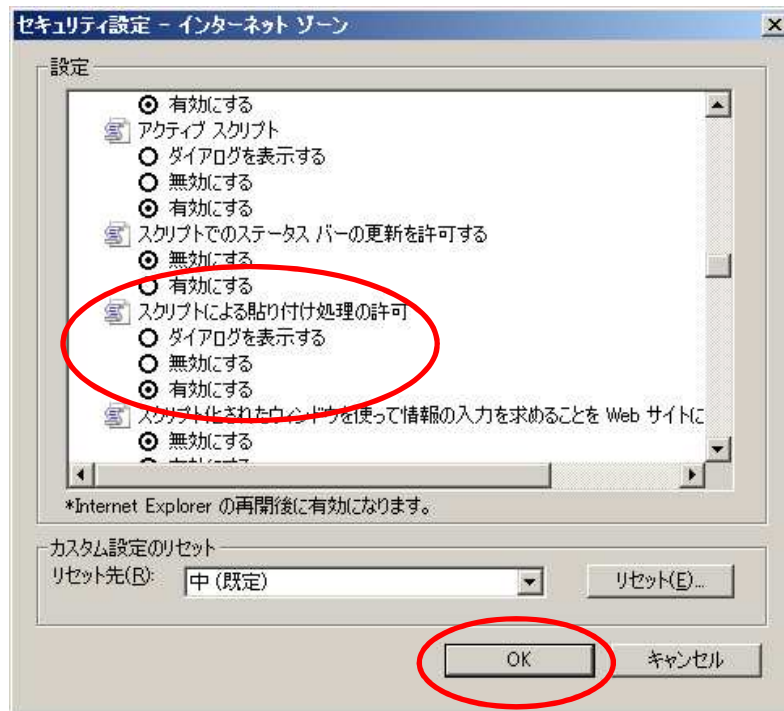 セキュリティ設定 - インターネット ゾーン
設定
有効にする
アクティブ スクリプト
ダイアログを表示する
無効にする
有効にする
スクリプトでのステータス バーの更新を許可する
無効にする
有効にする
スクリプトによる貼り付け処理の許可
ダイアログを表示する
無効にする
有効にする
スクリプト化されたウィンドウを使って情報の入力を求めることを Web サイトに
無効にする
*Internet Explorer の再開後に有効になります。
カスタム設定のリセット
リセット先(R): 中 (既定) リセット(E)...
OK キャンセル